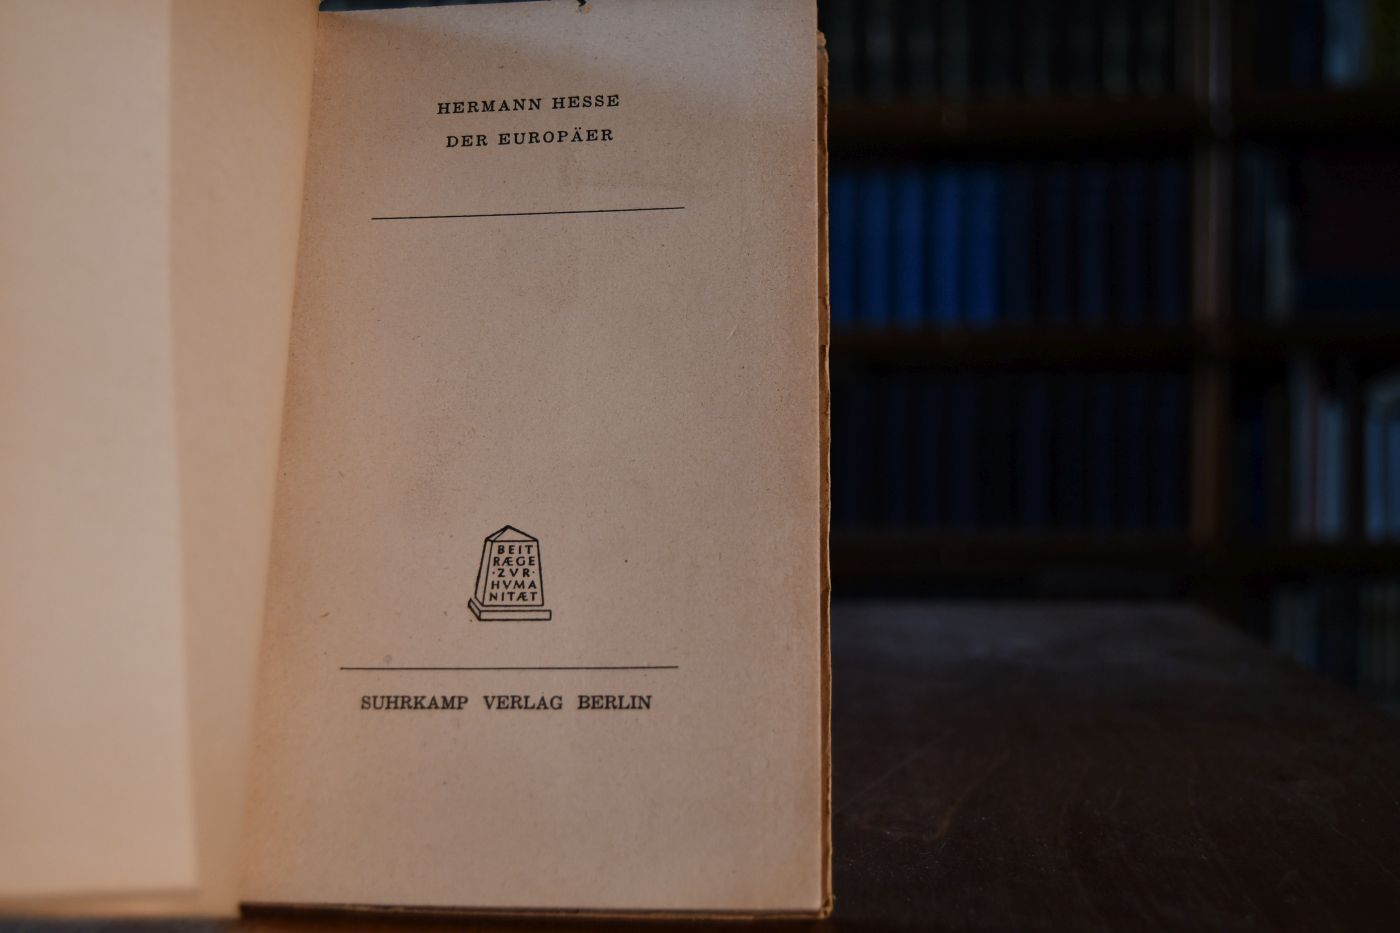 HERMANN HESSE
DER EUROPÄER
BEIT
RÆGE
·ZVR·
HVMA
NITÆT
SUHRKAMP VERLAG BERLIN